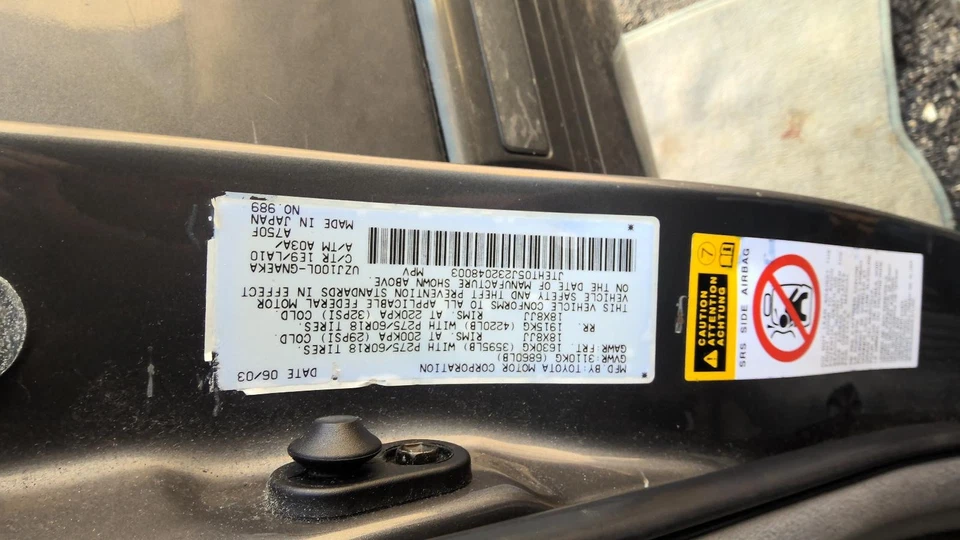 MFD BY:TOYOTA MOTOR CORPORATION DATE 06/03
GVWR:3110KG (6860LB)
GAWR FRT: 1630KG (3595LB) WITH P275/60R18 TIRES.
18X8JJ RIMS. AT 200KPA (29PSI) COLD
RR. 1915KG (4220LB) WITH P275/60R18 TIRES.
18X8JJ RIMS. AT 220KPA (32PSI) COLD
THIS VEHICLE CONFORMS TO ALL APPLICABLE FEDERAL MOTOR
VEHICLE SAFETY AND THEFT PREVENTION STANDARDS IN EFFECT
ON THE DATE OF MANUFACTURE SHOWN ABOVE.
JTEHT05J232048003 MPV
UZJ100L-GNAEKA
C/TR 1E9/LA10
A/TM A03A/
A750F
MADE IN JAPAN
NO.989
CAUTION
ATTENTION
ACHTUNG
SRS SIDE AIRBAG
7